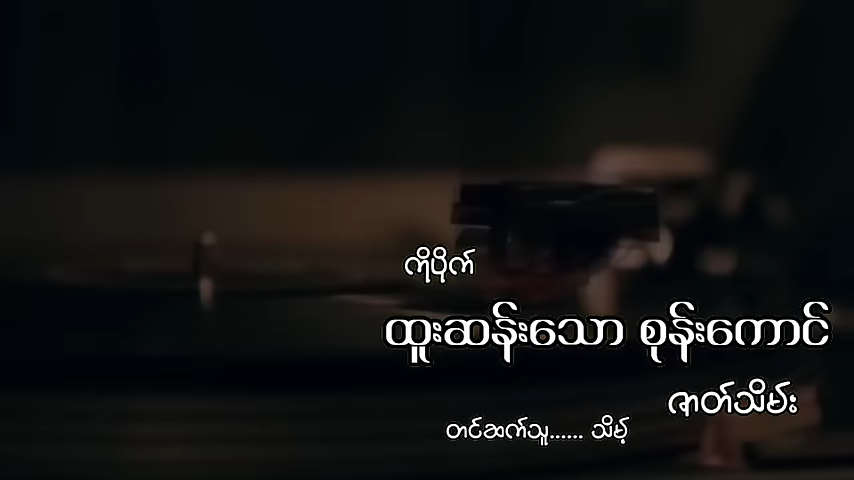 ကိုပိုက်
ထူးဆန်းသော စုန်းကောင်
ဇာတ်သိမ်း
တင်ဆက်သူ...... သိမ့်